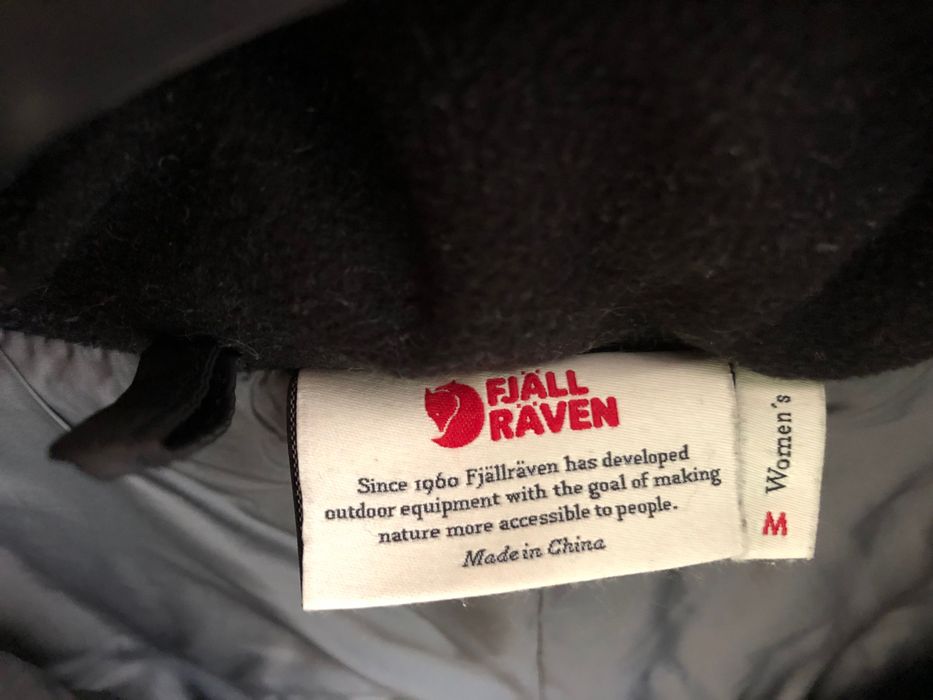 FJÄLL
RÄVEN
Since 1960 Fjällräven has developed
outdoor equipment with the goal of making
nature more accessible to people.
Made in China
Women´s
M